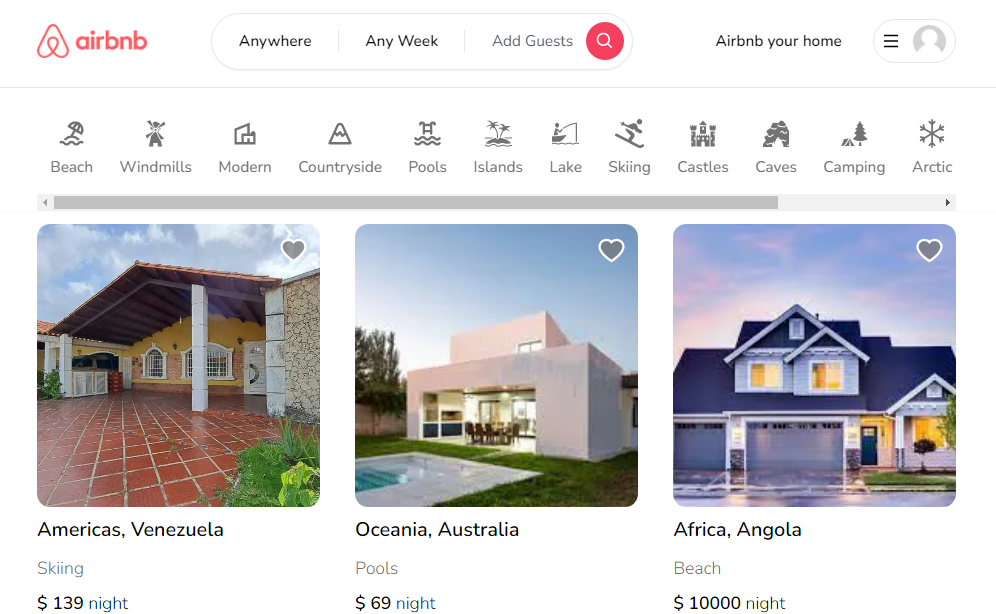 airbnb
Anywhere
Any Week
Add Guests
Airbnb your home
Beach
Windmills
Modern
Countryside
Pools
Islands
Lake
Skiing
Castles
Caves
Camping
Arctic
Americas, Venezuela
Skiing
$ 139 night
Oceania, Australia
Pools
$ 69 night
Africa, Angola
Beach
$ 10000 night